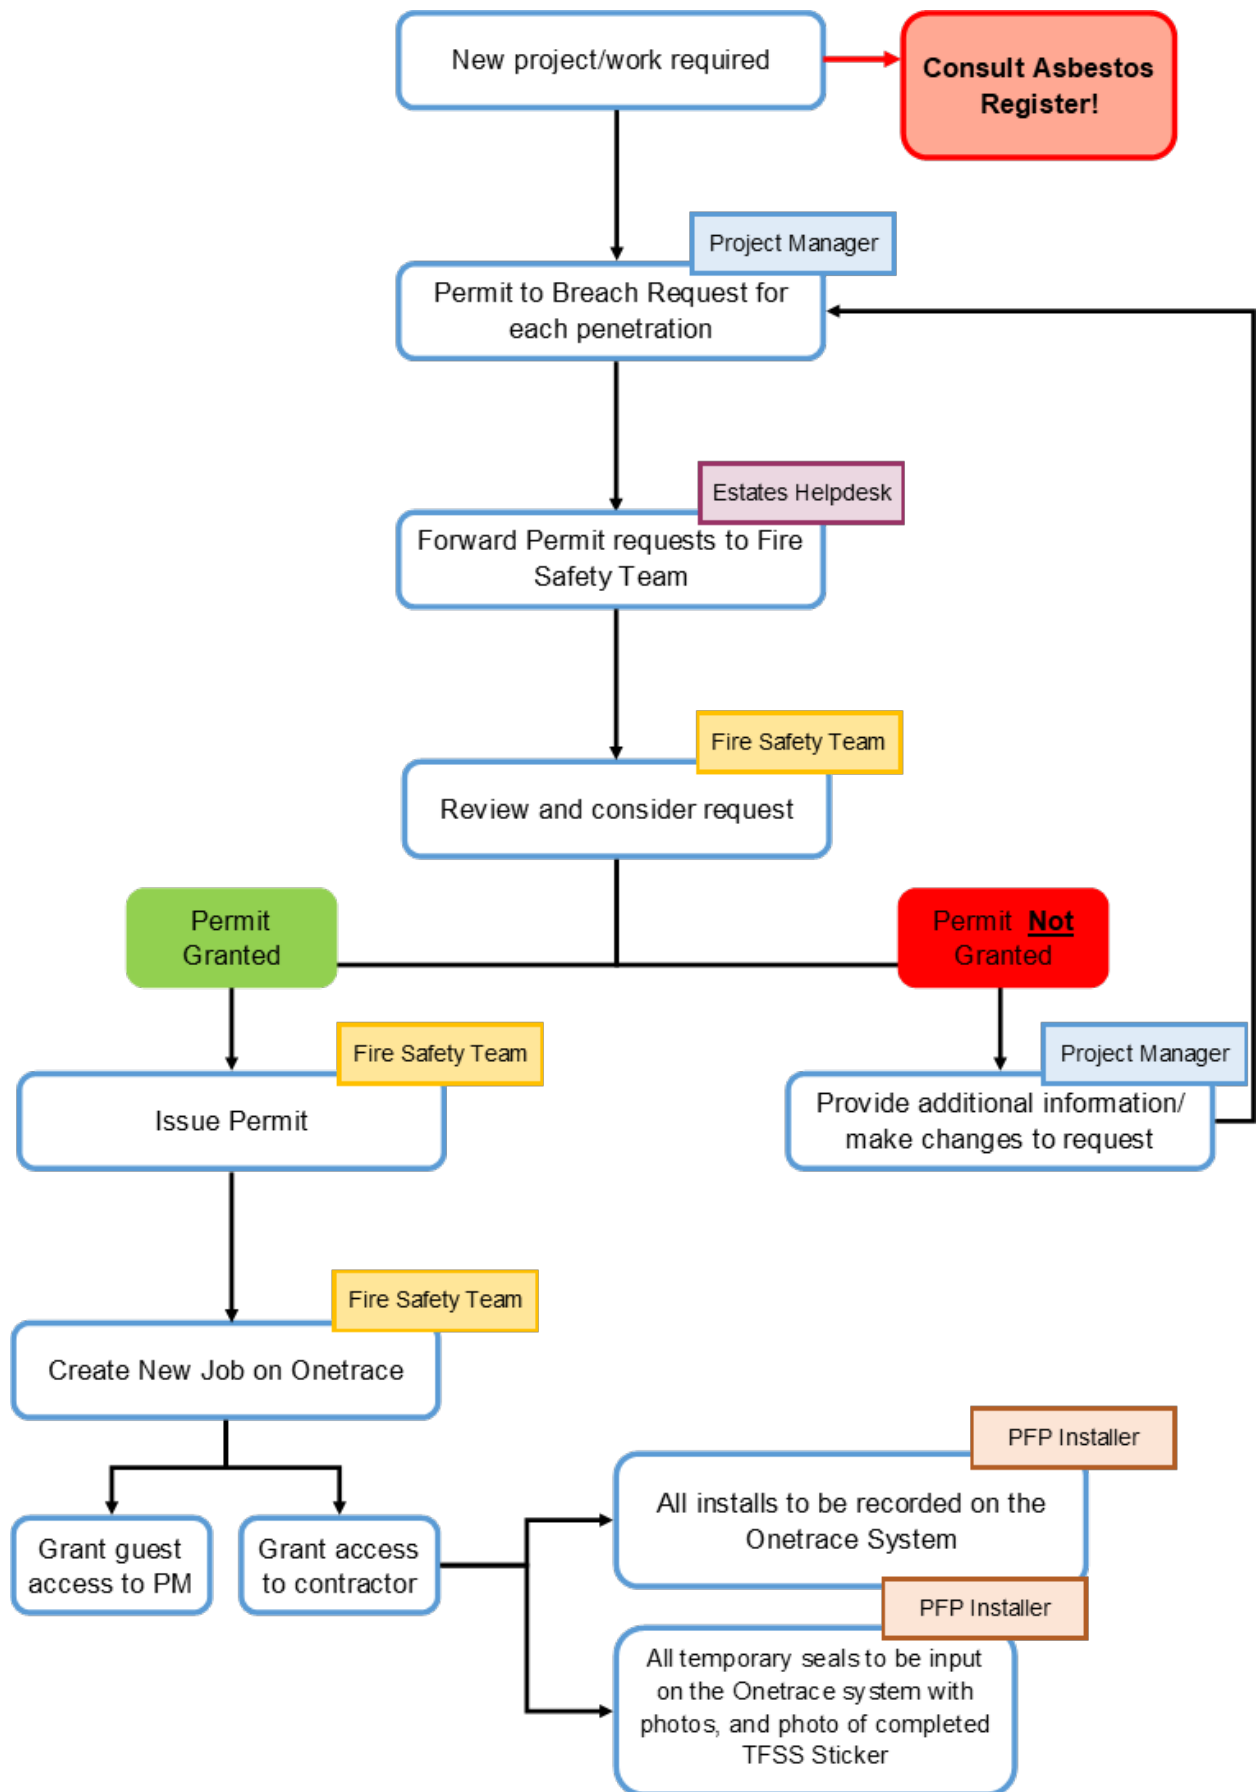 New project/work required
Consult Asbestos
Register!
Project Manager
Permit to Breach Request for
each penetration
Estates Helpdesk
Forward Permit requests to Fire
Safety Team
Fire Safety Team
Review and consider request
Permit
Granted
Permit Not
Granted
Fire Safety Team
Issue Permit
Project Manager
Provide additional information/
make changes to request
Fire Safety Team
Create New Job on Onetrace
Grant guest
access to PM
Grant access
to contractor
PFP Installer
All installs to be recorded on the
Onetrace System
PFP Installer
All temporary seals to be input
on the Onetrace system with
photos, and photo of completed
TFSS Sticker